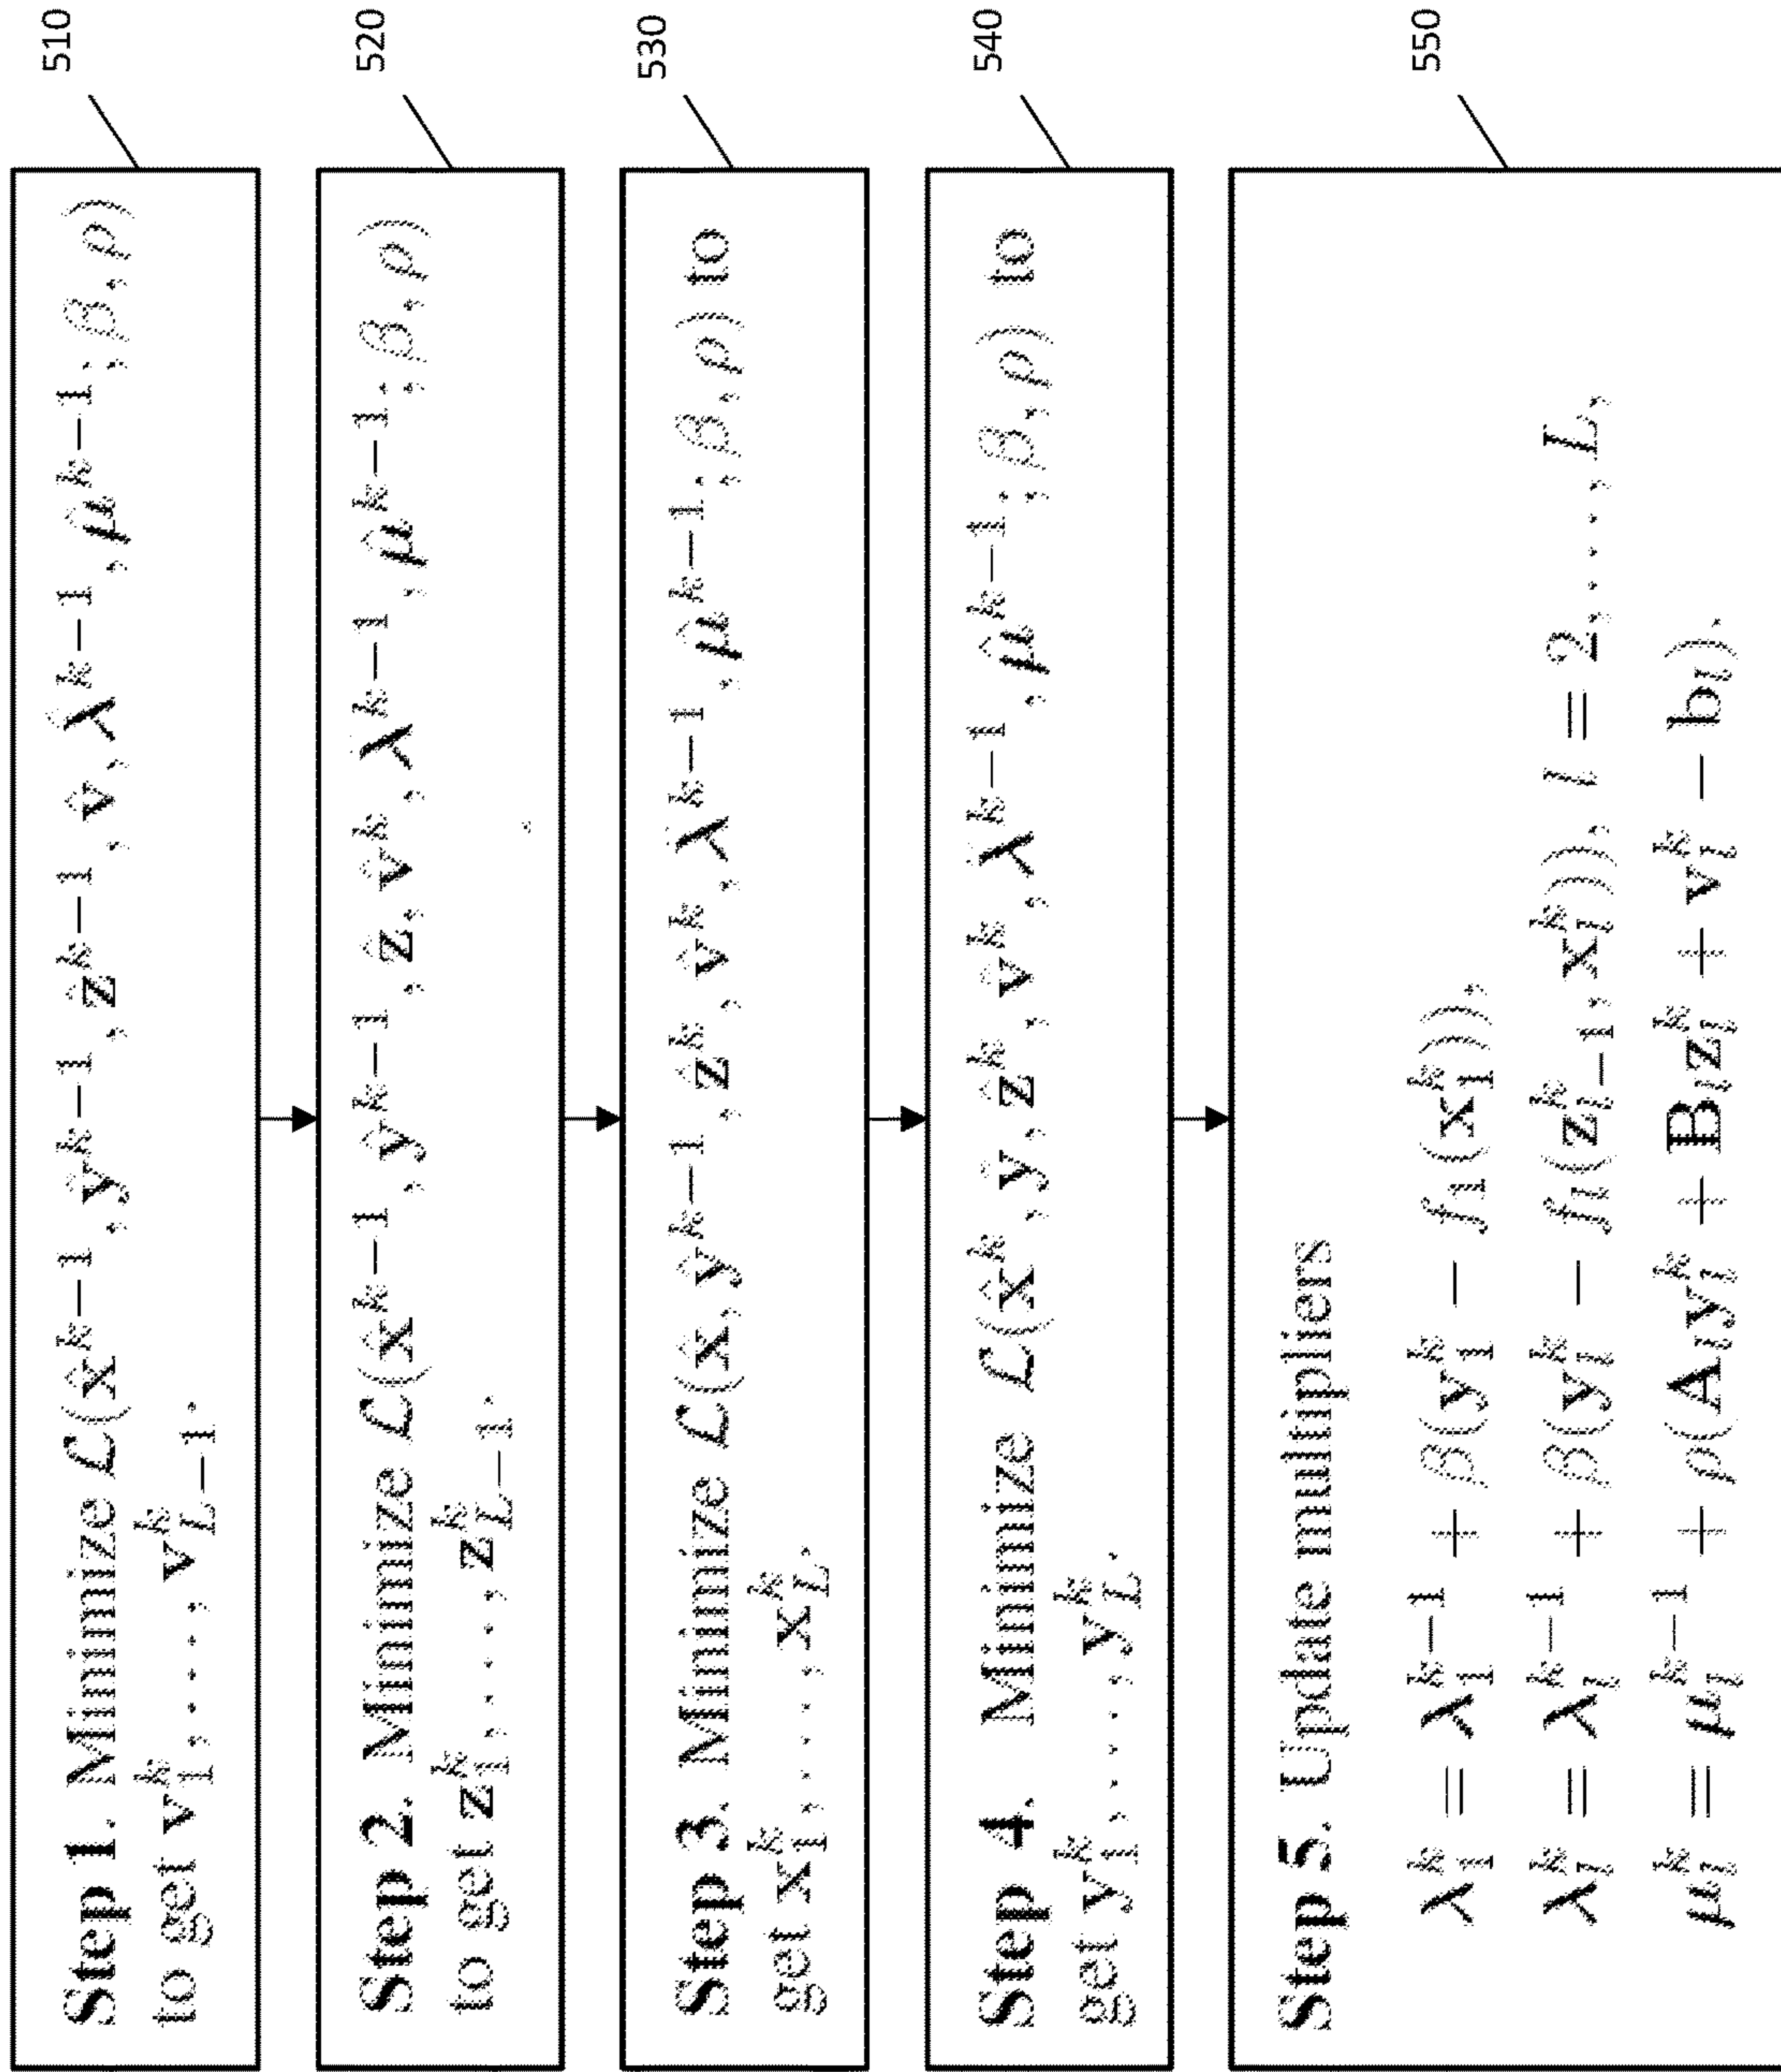 Step 1. Minimize ℒ(x̂^{k−1}, ŷ^{k−1}, ẑ^{k−1}, v̂, λ̂^{k−1}, μ̂^{k−1}; β, ρ)
to get v_1^k, ..., v_{L−1}^k.
510
Step 2. Minimize ℒ(x̂^{k−1}, ŷ^{k−1}, ẑ, v̂^k, λ̂^{k−1}, μ̂^{k−1}; β, ρ)
to get z_1^k, ..., z_{L−1}^k.
520
Step 3. Minimize ℒ(x̂, ŷ^{k−1}, ẑ^k, v̂^k, λ̂^{k−1}, μ̂^{k−1}; β, ρ) to
get x_1^k, ..., x_L^k.
530
Step 4. Minimize ℒ(x̂^k, ŷ, ẑ^k, v̂^k, λ̂^{k−1}, μ̂^{k−1}; β, ρ) to
get y_1^k, ..., y_L^k.
540
Step 5. Update multipliers
λ_1^k = λ_1^{k−1} + β(y_1^k − f_1(x_1^k)),
λ_l^k = λ_l^{k−1} + β(y_l^k − f_l(z_{l−1}^k, x_l^k)), l = 2, ..., L,
μ_l^k = μ_l^{k−1} + ρ(A_l y_l^k + B_l z_l^k + v_l^k − b_l).
550